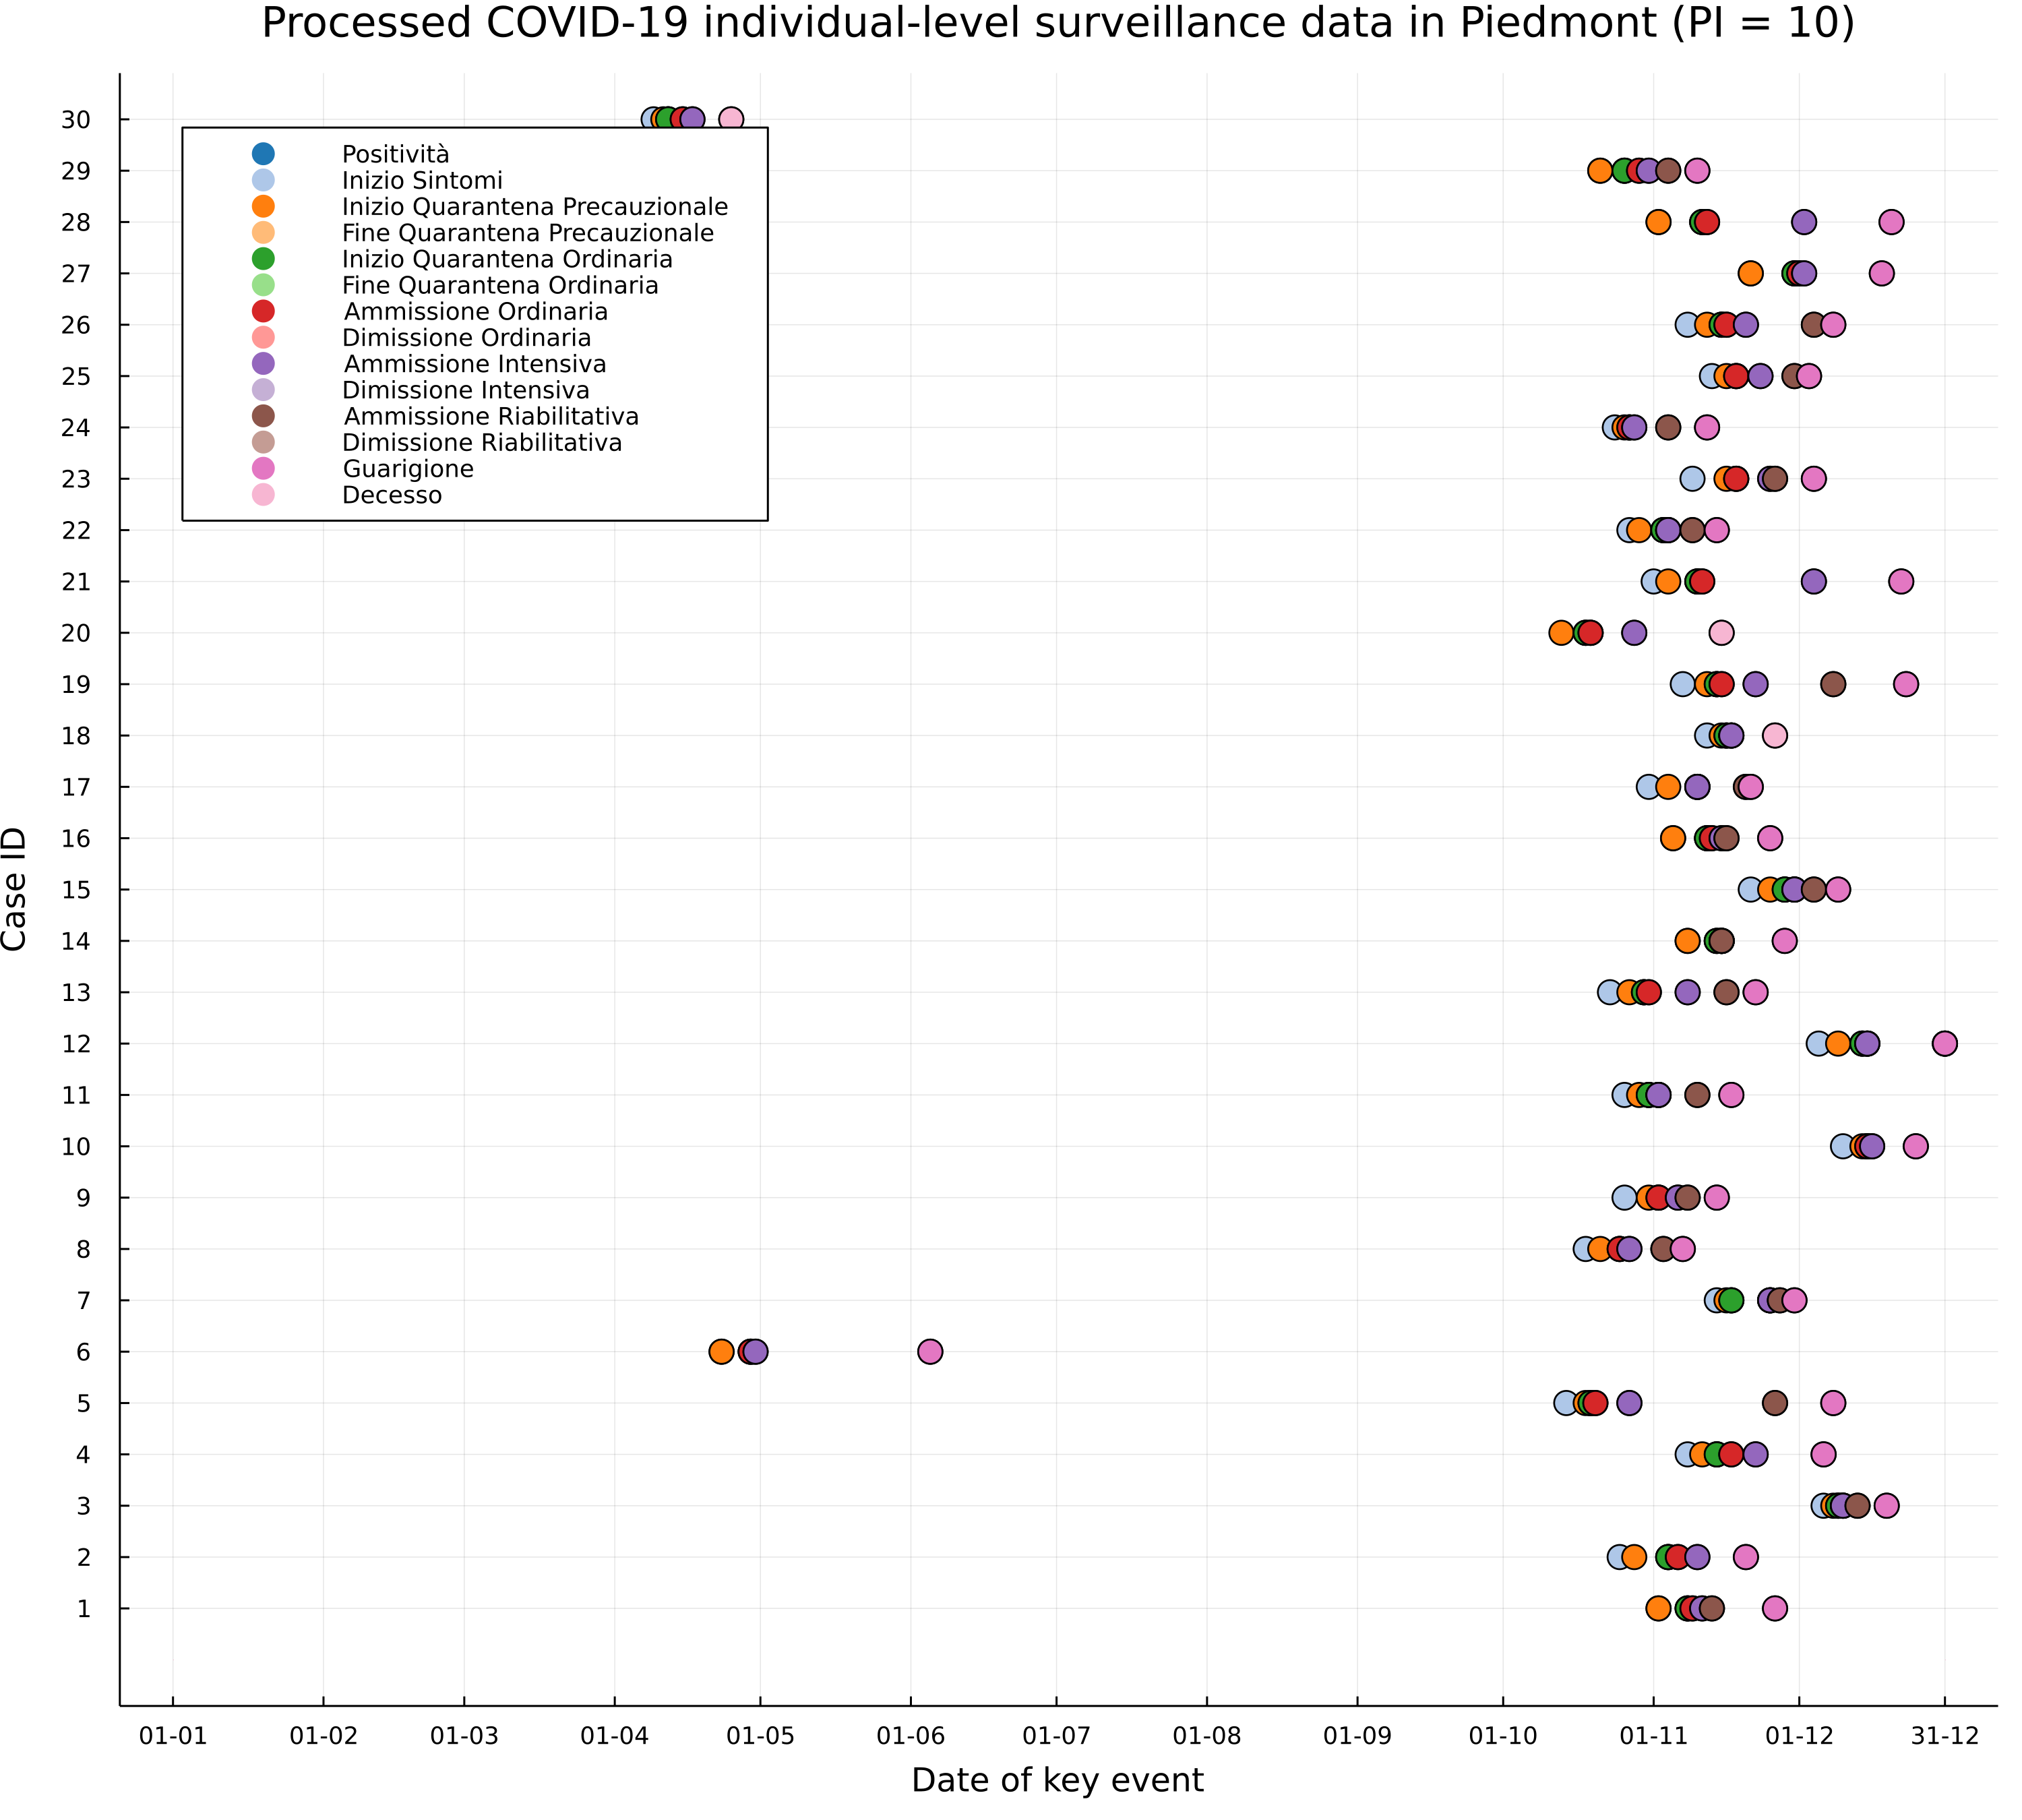 Processed COVID-19 individual-level surveillance data in Piedmont (PI = 10)
30
29
28
27
26
25
24
23
22
21
20
19
18
17
16
15
14
13
12
11
10
9
8
7
6
5
4
3
2
1
Case ID
Positività
Inizio Sintomi
Inizio Quarantena Precauzionale
Fine Quarantena Precauzionale
Inizio Quarantena Ordinaria
Fine Quarantena Ordinaria
Ammissione Ordinaria
Dimissione Ordinaria
Ammissione Intensiva
Dimissione Intensiva
Ammissione Riabilitativa
Dimissione Riabilitativa
Guarigione
Decesso
01-01 01-02 01-03 01-04 01-05 01-06 01-07 01-08 01-09 01-10 01-11 01-12 31-12
Date of key event